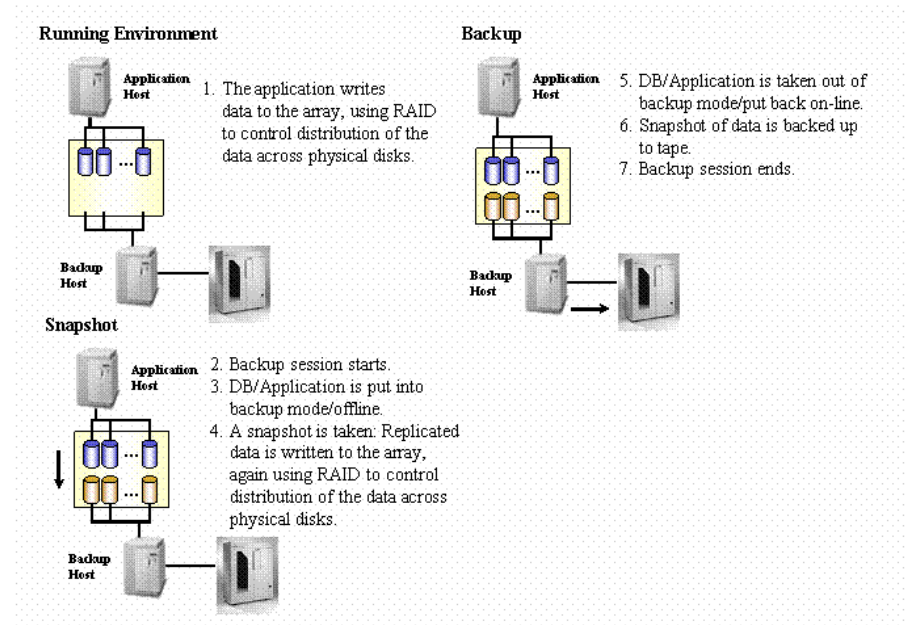 Running Environment
Application
Host
1. The application writes
data to the array, using RAID
to control distribution of the
data across physical disks.
...
Backup
Host
Snapshot
Application
Host
2. Backup session starts.
3. DB/Application is put into
backup mode/offline.
4. A snapshot is taken: Replicated
data is written to the array,
again using RAID to control
distribution of the data across
physical disks.
...
...
Backup
Host
Backup
Application
Host
5. DB/Application is taken out of
backup mode/put back on-line.
6. Snapshot of data is backed up
to tape.
7. Backup session ends.
...
...
Backup
Host